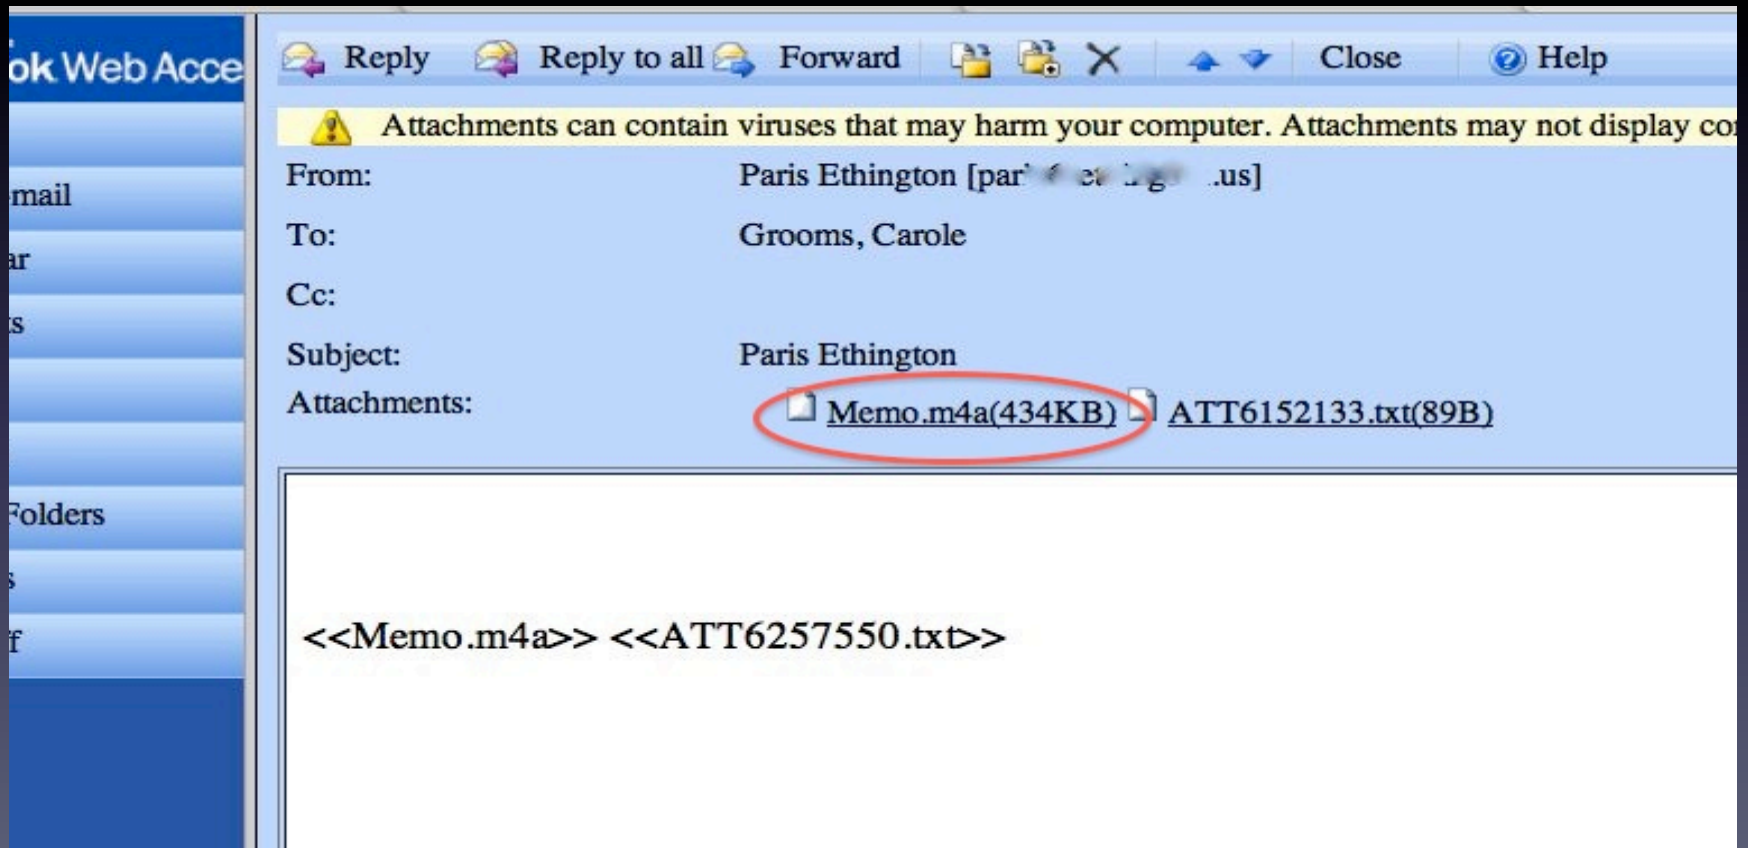 ok Web Acce
Reply Reply to all Forward Close Help
Attachments can contain viruses that may harm your computer. Attachments may not display co
From: Paris Ethington [par .us]
mail
To: Grooms, Carole
ar
Cc:
s
Subject: Paris Ethington
Attachments: Memo.m4a(434KB) ATT6152133.txt(89B)
Folders
s
f
<<Memo.m4a>> <<ATT6257550.txt>>